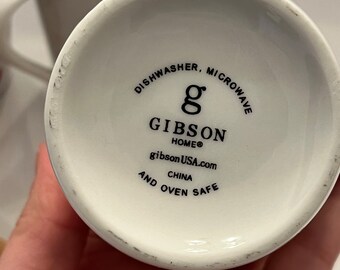 DISHWASHER, MICROWAVE
g
GIBSON
HOME®
gibsonUSA.com
CHINA
AND OVEN SAFE